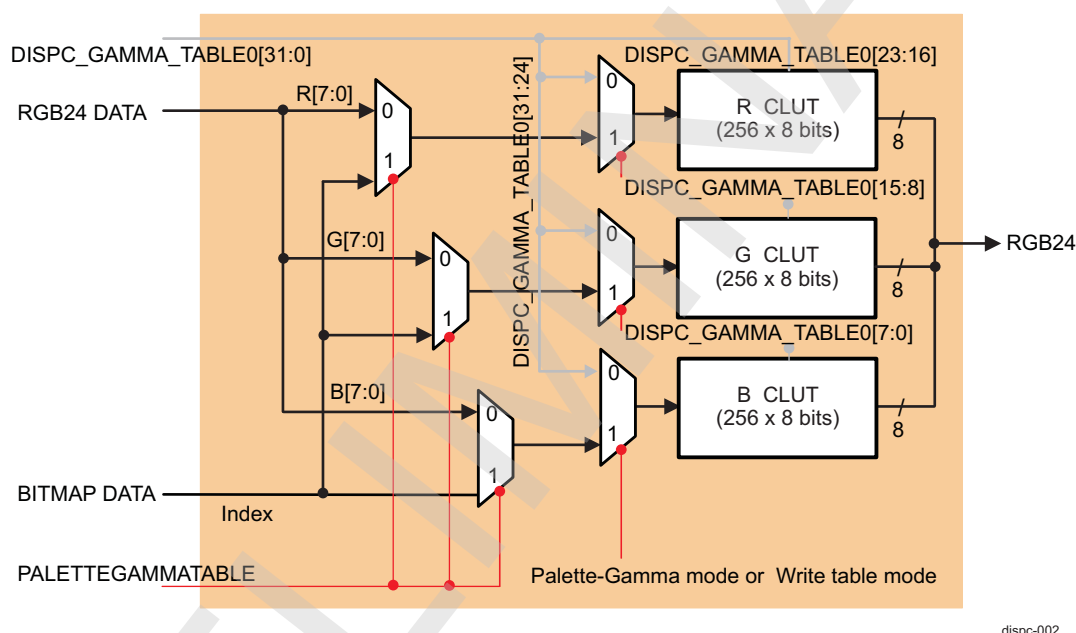 DISPC_GAMMA_TABLE0[31:0]
DISPC_GAMMA_TABLE0[23:16]
RGB24 DATA
R[7:0]
0
1
DISPC_GAMMA_TABLE0[31:24]
0
1
R CLUT
(256 x 8 bits)
8
DISPC_GAMMA_TABLE0[15:8]
G[7:0]
0
1
0
1
G CLUT
(256 x 8 bits)
8
RGB24
DISPC_GAMMA_TABLE0[7:0]
B[7:0]
0
1
0
1
B CLUT
(256 x 8 bits)
8
BITMAP DATA
Index
PALETTEGAMMATABLE
Palette-Gamma mode or Write table mode
dispc-002